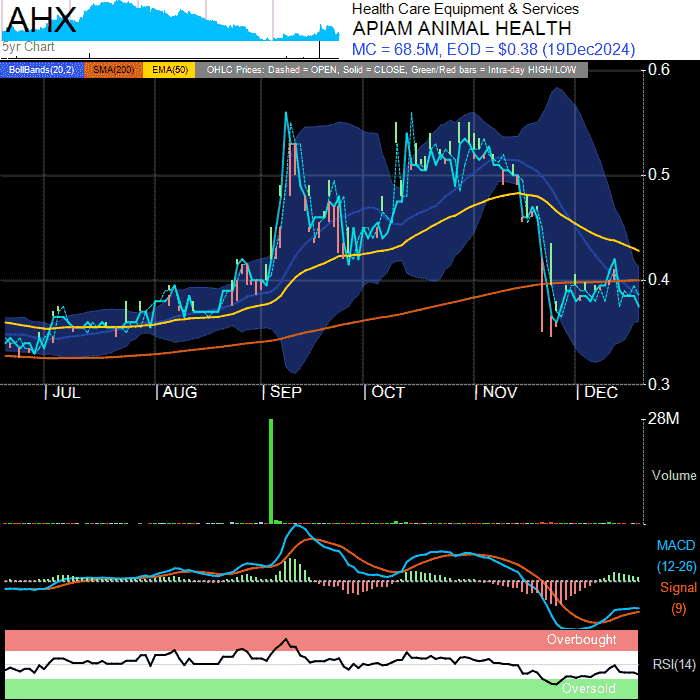 AHX
Health Care Equipment & Services
APIAM ANIMAL HEALTH
5yr Chart
MC = 68.5M, EOD = $0.38 (19Dec2024)
BollBands(20,2) SMA(200) EMA(50) OHLC Prices: Dashed = OPEN, Solid = CLOSE, Green/Red bars = Intra-day HIGH/LOW
0.6
0.5
0.4
0.3
JUL AUG SEP OCT NOV DEC
28M
Volume
MACD
(12-26)
Signal
(9)
Overbought
RSI(14)
Oversold